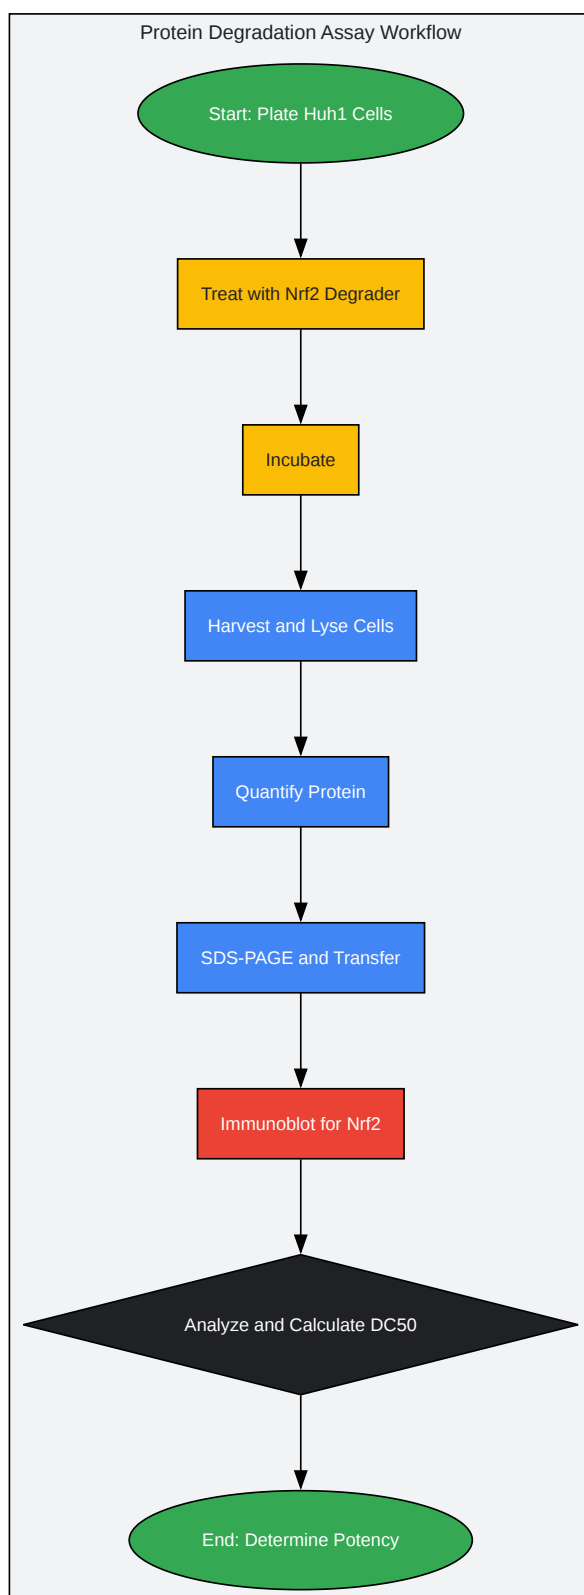 Protein Degradation Assay Workflow
Start: Plate Huh1 Cells
Treat with Nrf2 Degrader
Incubate
Harvest and Lyse Cells
Quantify Protein
SDS-PAGE and Transfer
Immunoblot for Nrf2
Analyze and Calculate DC50
End: Determine Potency